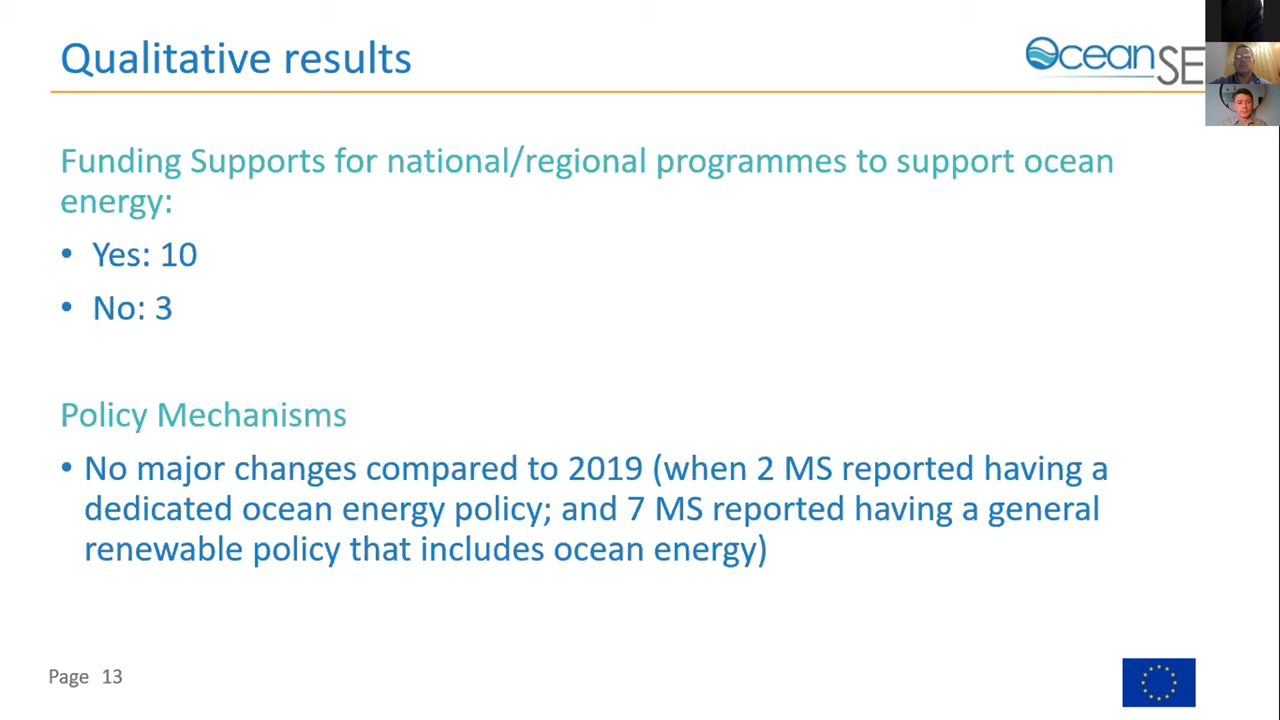 Qualitative results
Ocean SE
Funding Supports for national/regional programmes to support ocean
energy:
• Yes: 10
• No: 3
Policy Mechanisms
• No major changes compared to 2019 (when 2 MS reported having a
dedicated ocean energy policy; and 7 MS reported having a general
renewable policy that includes ocean energy)
Page 13